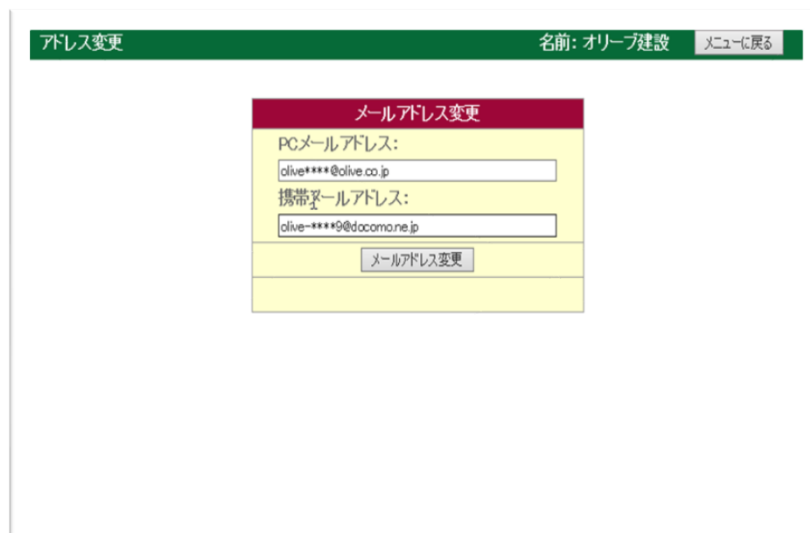 アドレス変更 名前: オリーブ建設 メニューに戻る
メールアドレス変更
PCメールアドレス:
olive****@olive.co.jp
携帯メールアドレス:
olive-****9@docomo.ne.jp
メールアドレス変更